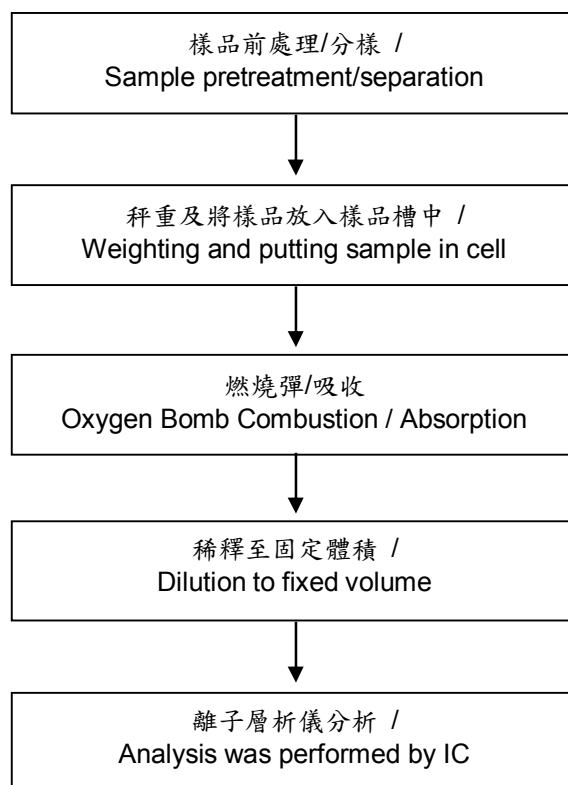 樣品前處理/分樣 /
Sample pretreatment/separation
秤重及將樣品放入樣品槽中 /
Weighting and putting sample in cell
燃燒彈/吸收
Oxygen Bomb Combustion / Absorption
稀釋至固定體積 /
Dilution to fixed volume
離子層析儀分析 /
Analysis was performed by IC